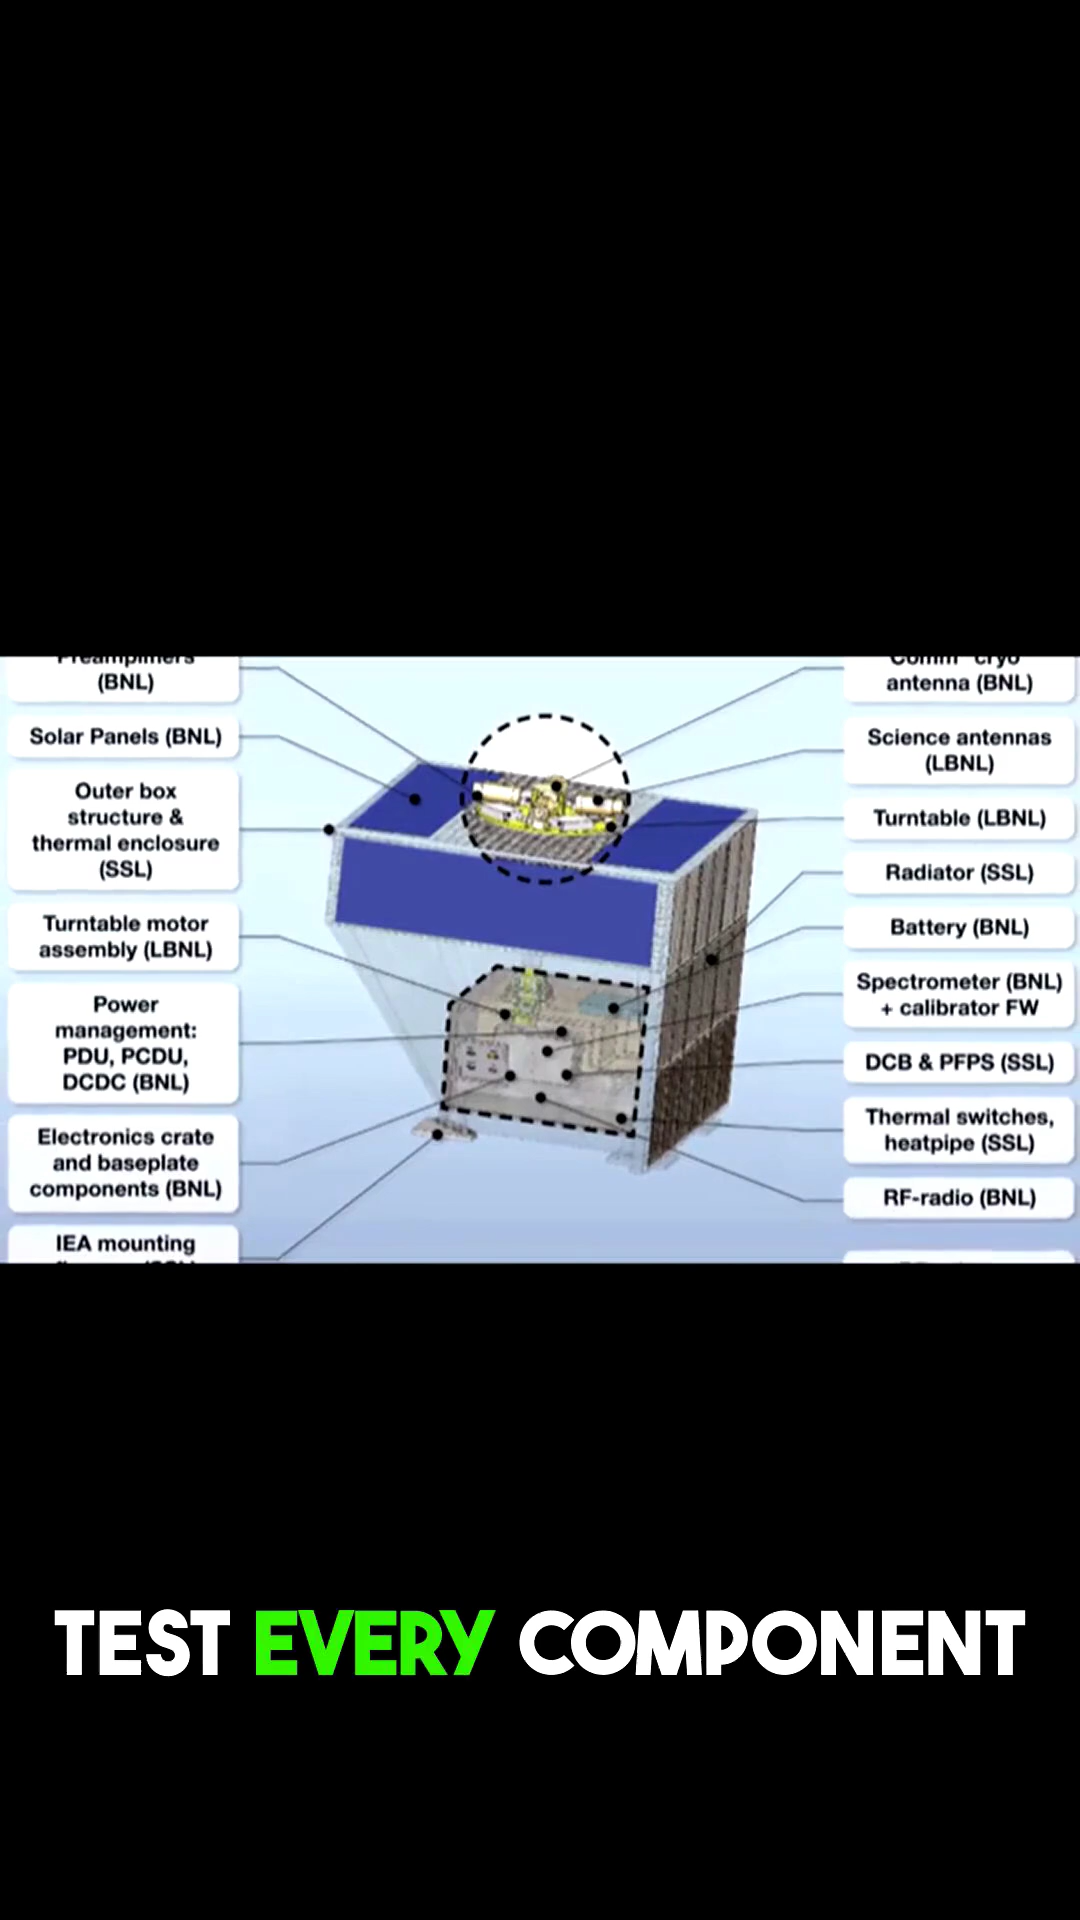 Preamplifiers
(BNL)
Solar Panels (BNL)
Outer box
structure &
thermal enclosure
(SSL)
Turntable motor
assembly (LBNL)
Power
management:
PDU, PCDU,
DCDC (BNL)
Electronics crate
and baseplate
components (BNL)
IEA mounting
antenna (BNL)
Science antennas
(LBNL)
Turntable (LBNL)
Radiator (SSL)
Battery (BNL)
Spectrometer (BNL)
+ calibrator FW
DCB & PFPS (SSL)
Thermal switches,
heatpipe (SSL)
RF-radio (BNL)
TEST EVERY COMPONENT